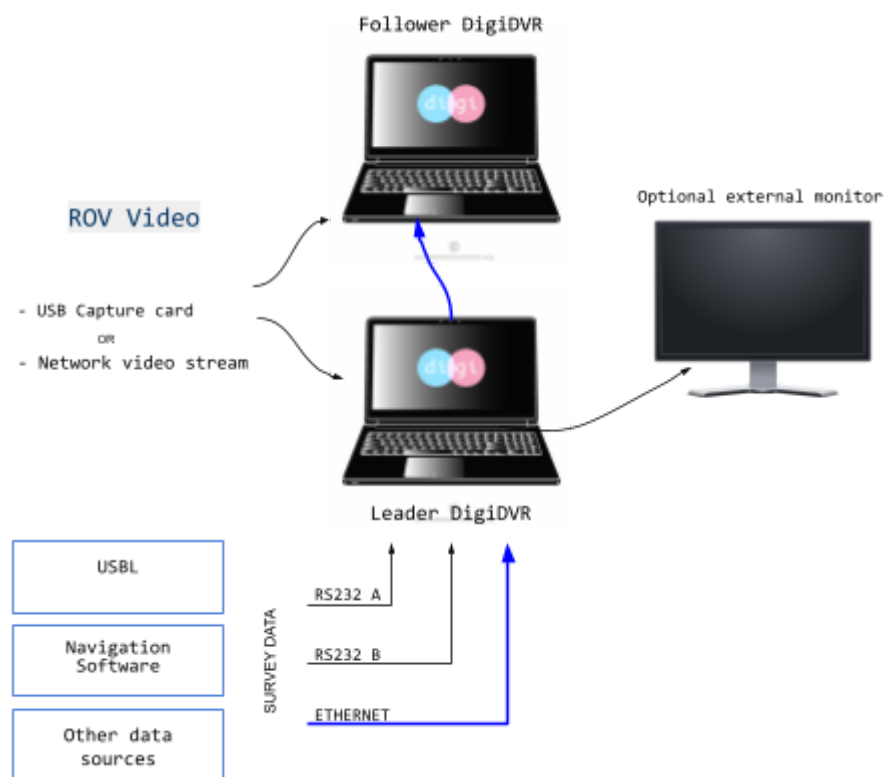 Follower DigiDVR
digi
ROV Video
Optional external monitor
- USB Capture card
OR
- Network video stream
digi
Leader DigiDVR
USBL
Navigation
Software
Other data
sources
SURVEY DATA
RS232 A
RS232 B
ETHERNET